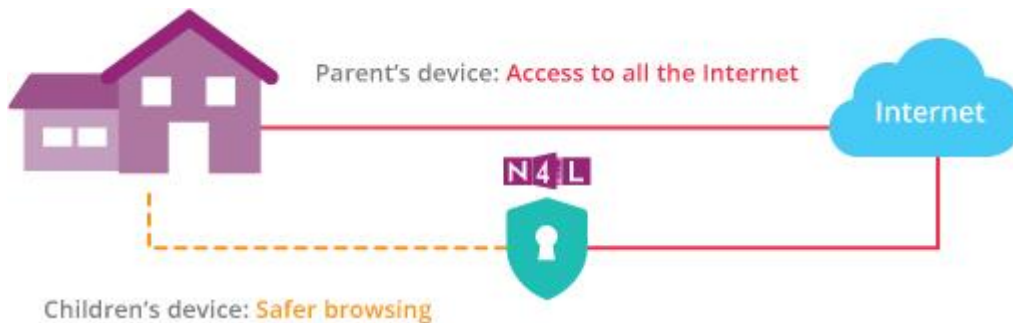 Parent's device: Access to all the Internet
Internet
N4L
Children's device: Safer browsing